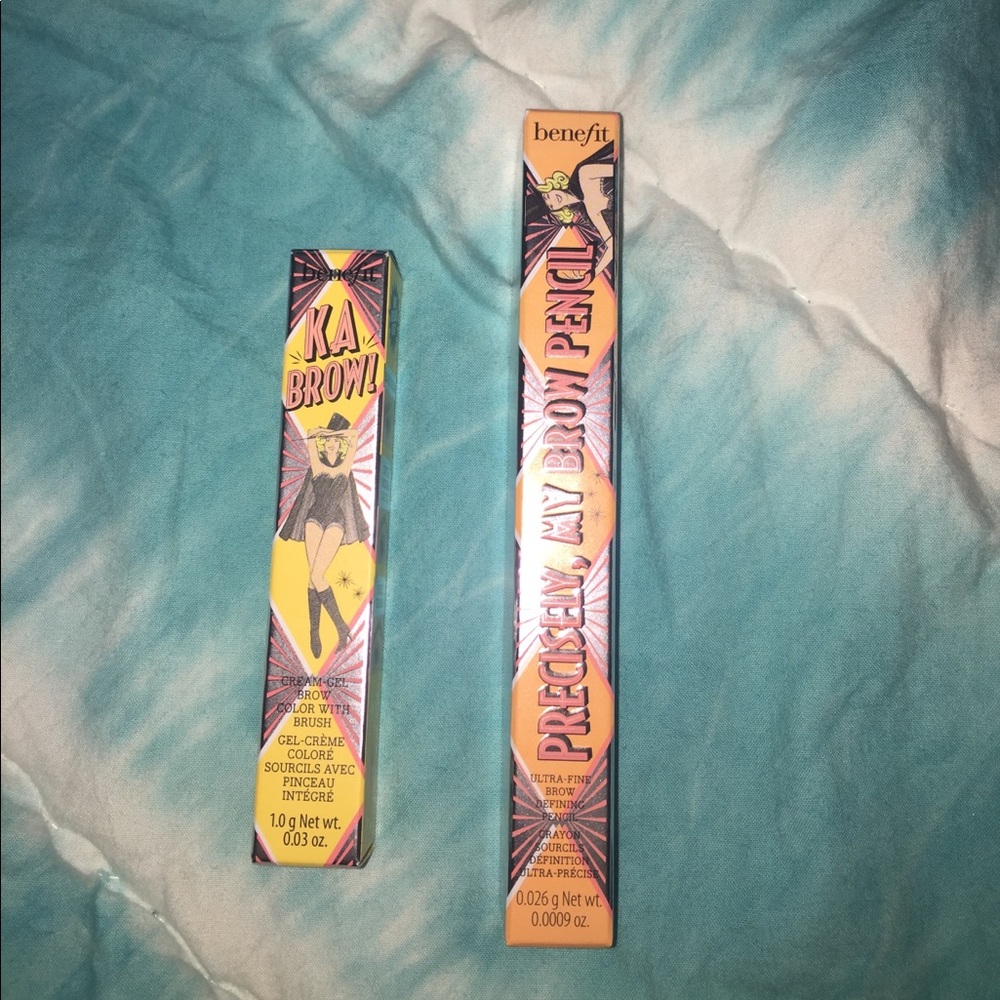 benefit
KA
BROW!
CREAM-GEL
BROW
COLOR WITH
BRUSH
GEL-CRÈME
COLORÉ
SOURCILS AVEC
PINCEAU
INTÉGRÉ
1.0 g Net wt.
0.03 oz.
benefit
PRECISELY, MY BROW PENCIL
ULTRA-FINE
BROW
DEFINING
PENCIL
CRAYON
SOURCILS
DÉFINITION
ULTRA-PRÉCISE
0.026 g Net wt.
0.0009 oz.